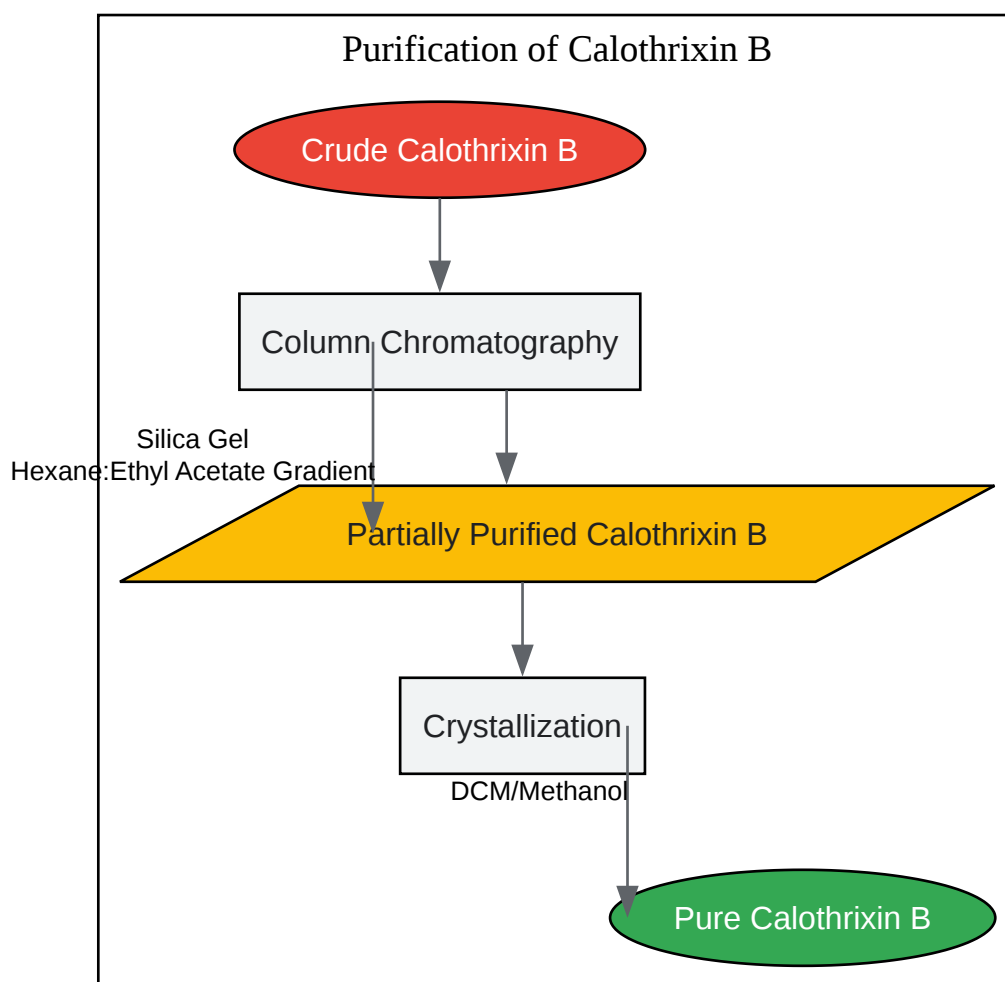 Purification of Calothrixin B
Crude Calothrixin B
Column Chromatography
Silica Gel
Hexane:Ethyl Acetate Gradient
Partially Purified Calothrixin B
Crystallization
DCM/Methanol
Pure Calothrixin B